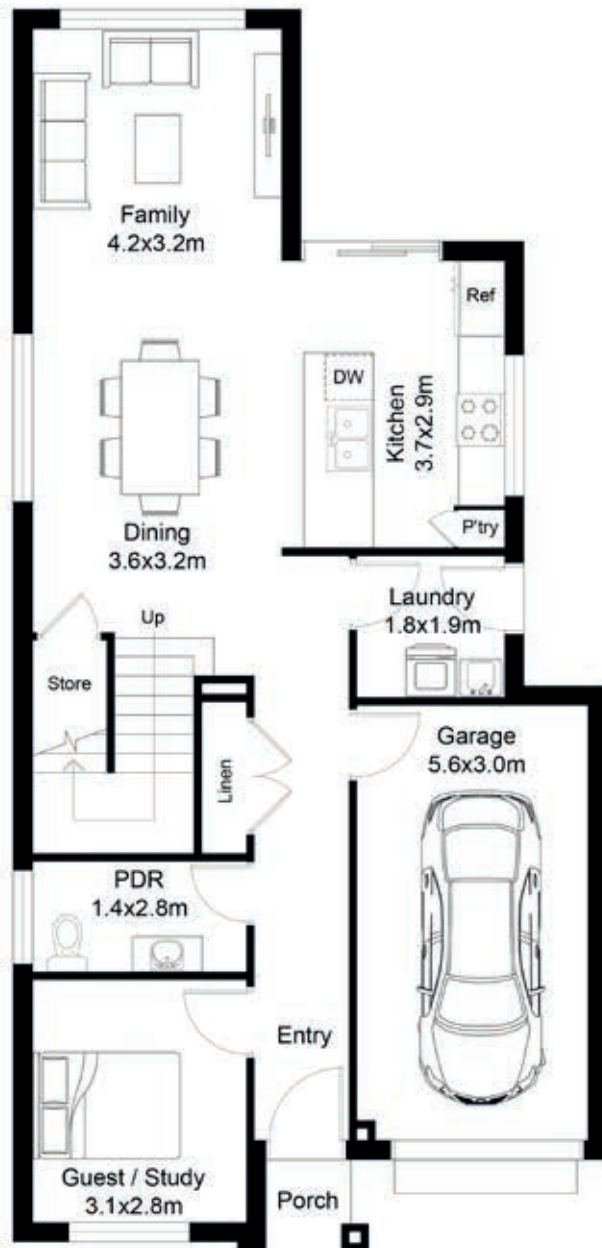 Family
4.2x3.2m
Ref
DW
Kitchen
3.7x2.9m
P'try
Dining
3.6x3.2m
Laundry
1.8x1.9m
Up
Store
Linen
Garage
5.6x3.0m
PDR
1.4x2.8m
Entry
Guest / Study
3.1x2.8m
Porch